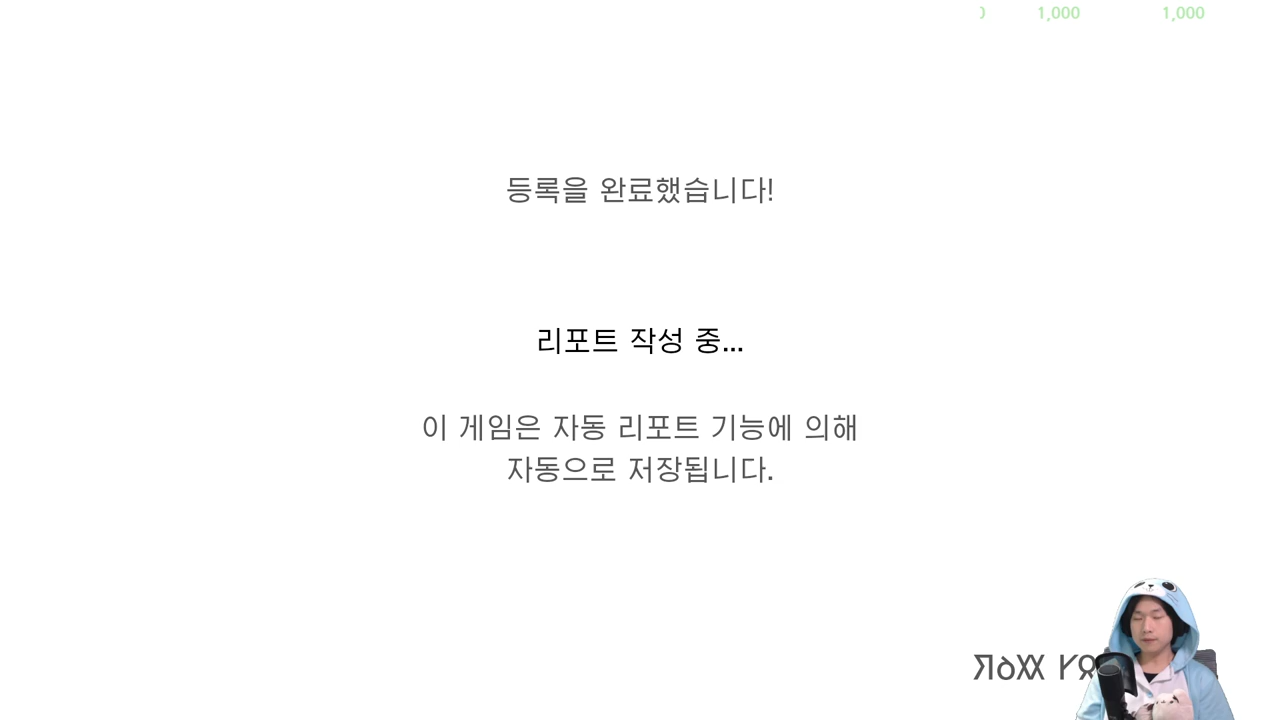 1,000
1,000
등록을 완료했습니다!
리포트 작성 중...
이 게임은 자동 리포트 기능에 의해
자동으로 저장됩니다.